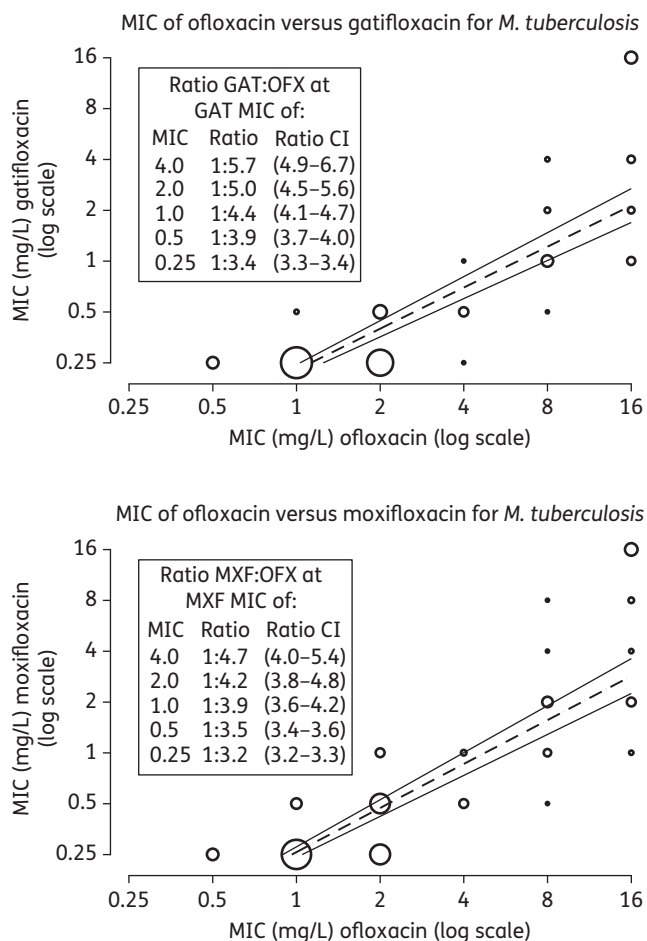 MIC of ofloxacin versus gatifloxacin for M. tuberculosis
MIC (mg/L) gatifloxacin
(log scale)
16
8
4
2
1
0.5
0.25
Ratio GAT:OFX at
GAT MIC of:
MIC Ratio Ratio CI
4.0 1:5.7 (4.9–6.7)
2.0 1:5.0 (4.5–5.6)
1.0 1:4.4 (4.1–4.7)
0.5 1:3.9 (3.7–4.0)
0.25 1:3.4 (3.3–3.4)
0.25 0.5 1 2 4 8 16
MIC (mg/L) ofloxacin (log scale)
MIC of ofloxacin versus moxifloxacin for M. tuberculosis
MIC (mg/L) moxifloxacin
(log scale)
16
8
4
2
1
0.5
0.25
Ratio MXF:OFX at
MXF MIC of:
MIC Ratio Ratio CI
4.0 1:4.7 (4.0–5.4)
2.0 1:4.2 (3.8–4.8)
1.0 1:3.9 (3.6–4.2)
0.5 1:3.5 (3.4–3.6)
0.25 1:3.2 (3.2–3.3)
0.25 0.5 1 2 4 8 16
MIC (mg/L) ofloxacin (log scale)